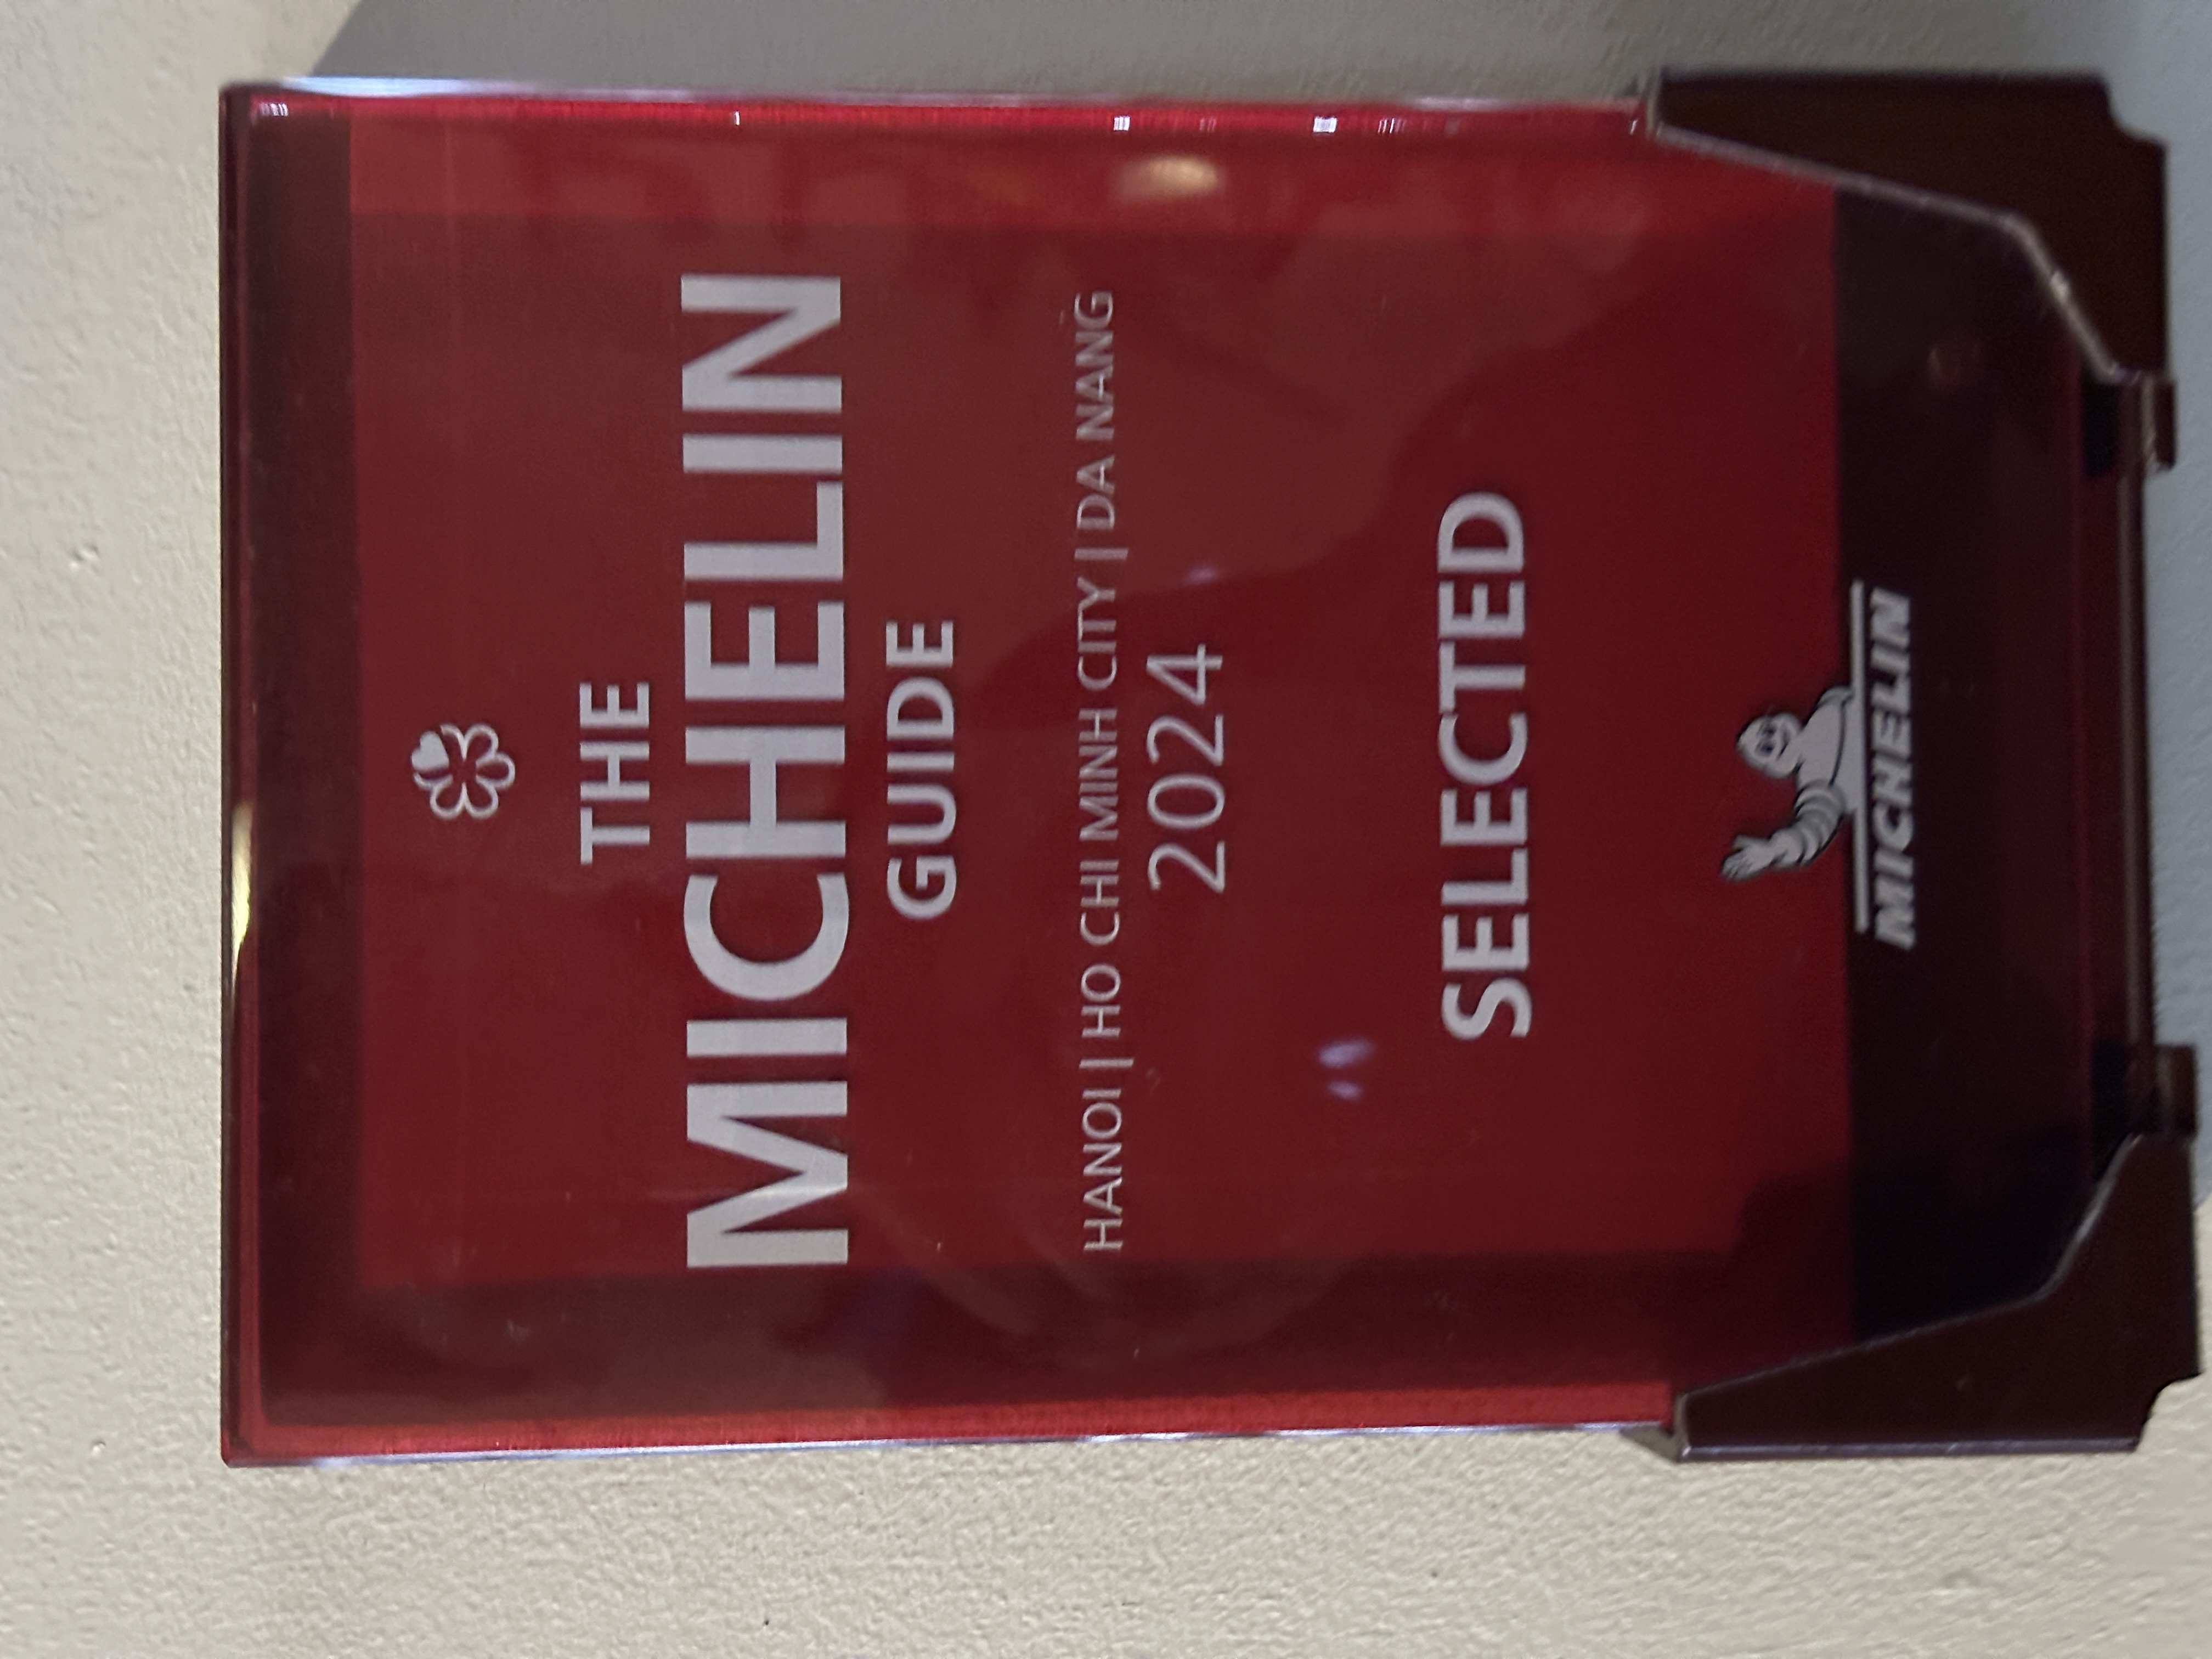 THE
MICHELIN
GUIDE
HANOI | HO CHI MINH CITY | DA NANG
2024
SELECTED
MICHELIN